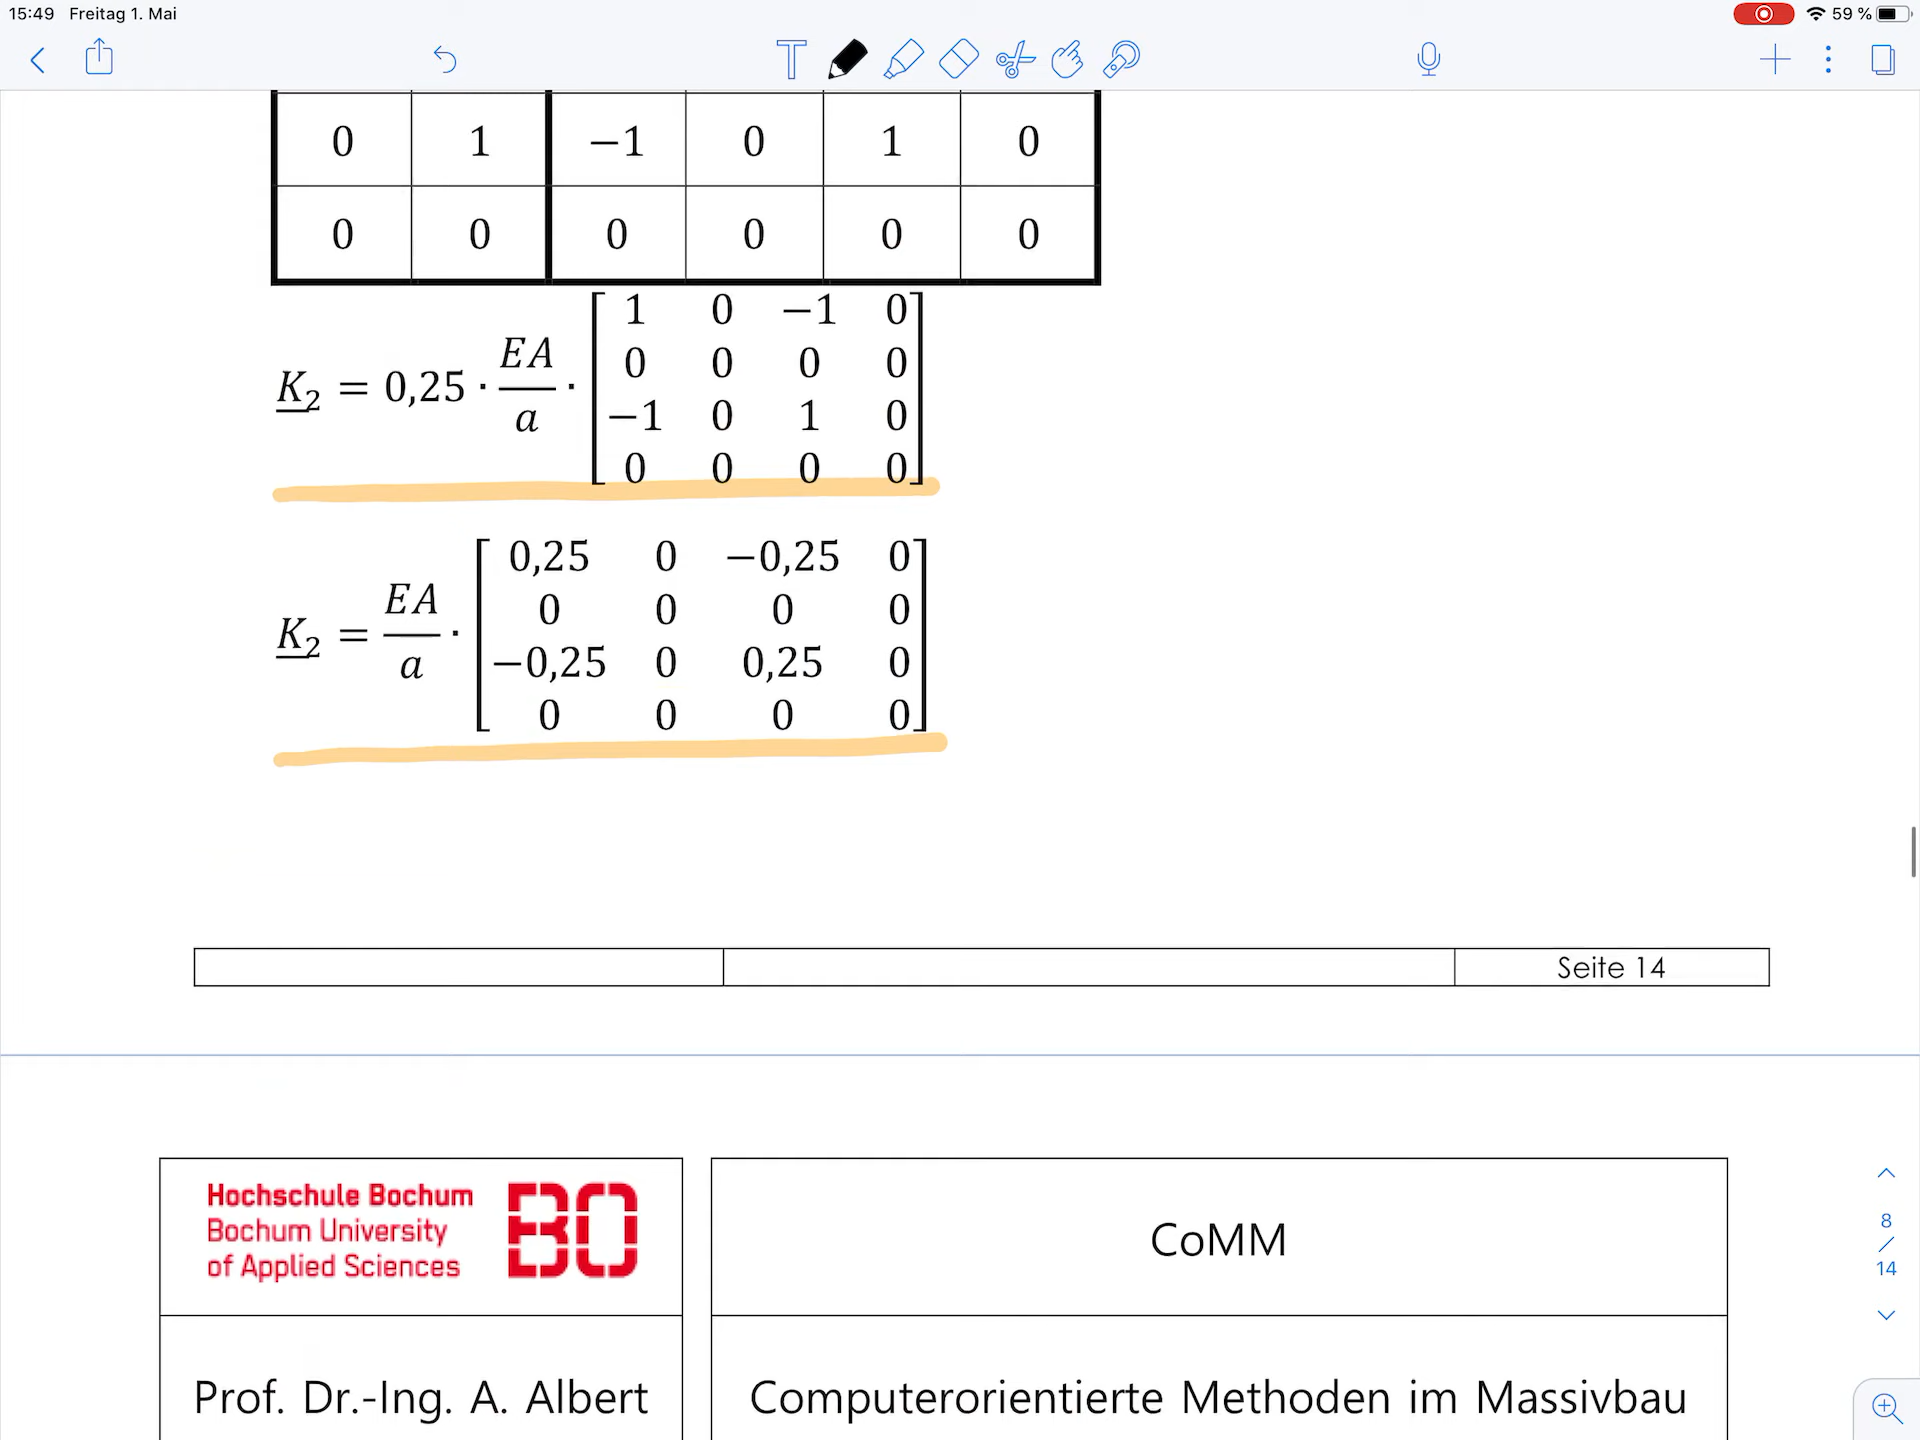 15:49 Freitag 1. Mai 59 %
T
0 1 −1 0 1 0
0 0 0 0 0 0
K₂ = 0,25 · EA/a · [1 0 −1 0
0 0 0 0
−1 0 1 0
0 0 0 0]
K₂ = EA/a · [0,25 0 −0,25 0
0 0 0 0
−0,25 0 0,25 0
0 0 0 0]
Seite 14
Hochschule Bochum
Bochum University
of Applied Sciences
BO
CoMM
8
/
14
Prof. Dr.-Ing. A. Albert
Computerorientierte Methoden im Massivbau